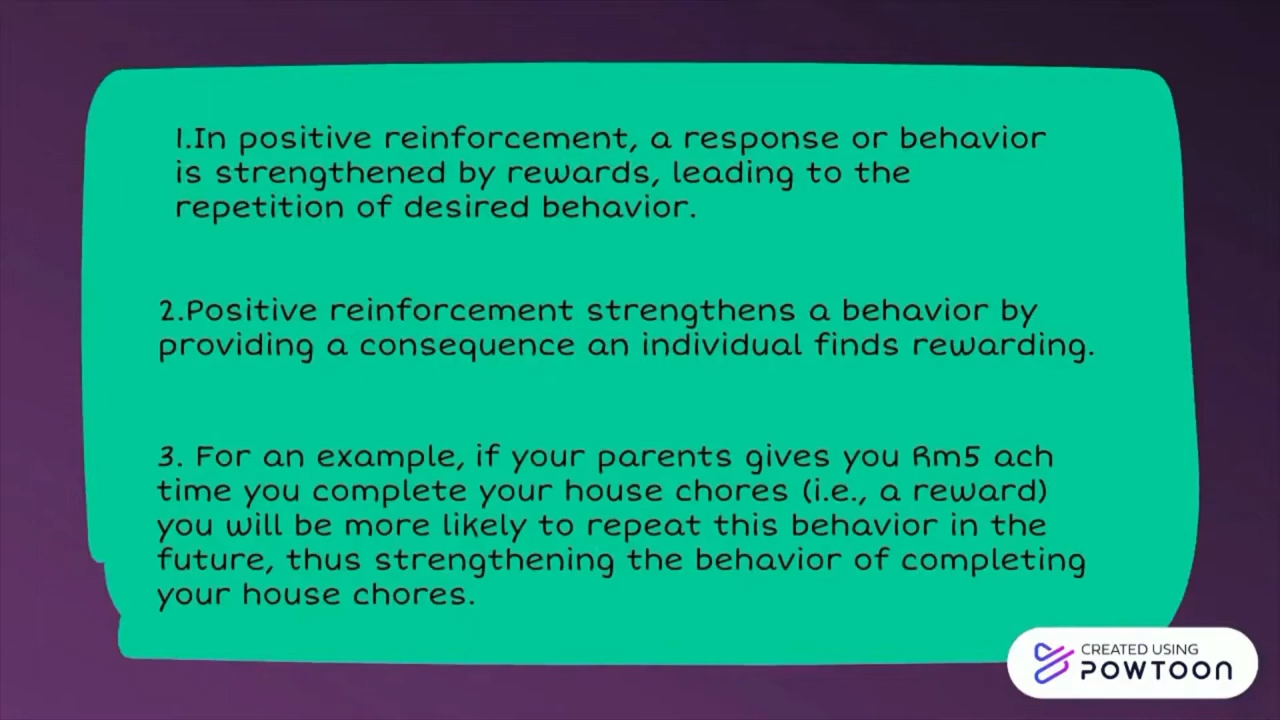 1.In positive reinforcement, a response or behavior
is strengthened by rewards, leading to the
repetition of desired behavior.
2.Positive reinforcement strengthens a behavior by
providing a consequence an individual finds rewarding.
3. For an example, if your parents gives you Rm5 ach
time you complete your house chores (i.e., a reward)
you will be more likely to repeat this behavior in the
future, thus strengthening the behavior of completing
your house chores.
CREATED USING
POWTOON